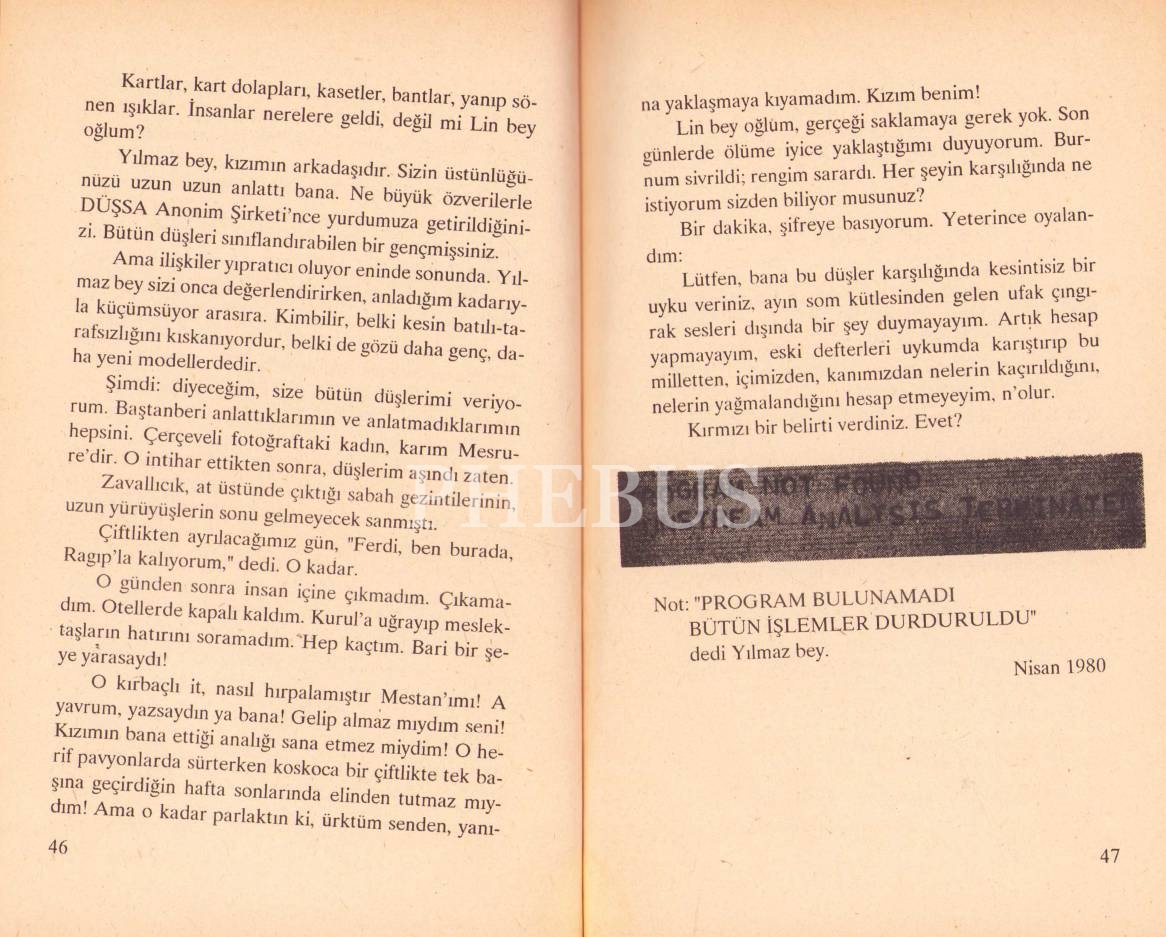 Kartlar, kart dolapları, kasetler, bantlar, yanıp sö-
nen ışıklar. İnsanlar nerelere geldi, değil mi Lin bey
oğlum?
Yılmaz bey, kızımın arkadaşıdır. Sizin üstünlüğü-
nüzü uzun uzun anlattı bana. Ne büyük özverilerle
DÜŞSA Anonim Şirketi'nce yurdumuza getirildiğini-
zi. Bütün düşleri sınıflandırabilen bir gençmişsiniz.
Ama ilişkiler yıpratıcı oluyor eninde sonunda. Yıl-
maz bey sizi onca değerlendirirken, anladığım kadarıy-
la küçümsüyor arasıra. Kimbilir, belki kesin batılı-ta-
rafsızlığını kıskanıyordur, belki de gözü daha genç, da-
ha yeni modellerdedir.
Şimdi: diyeceğim, size bütün düşlerimi veriyo-
rum. Baştanberi anlattıklarımın ve anlatmadıklarımın
hepsini. Çerçeveli fotoğraftaki kadın, karım Mesru-
re'dir. O intihar ettikten sonra, düşlerim aşındı zaten.
Zavallıcık, at üstünde çıktığı sabah gezintilerinin,
uzun yürüyüşlerin sonu gelmeyecek sanmıştı.
Çiftlikten ayrılacağımız gün, "Ferdi, ben burada,
Ragıp'la kalıyorum," dedi. O kadar.
O günden sonra insan içine çıkmadım. Çıkama-
dım. Otellerde kapalı kaldım. Kurul'a uğrayıp meslek-
taşların hatırını soramadım. Hep kaçtım. Bari bir şe-
ye yarasaydı!
O kırbaçlı it, nasıl hırpalamıştır Mestan'ımı! A
yavrum, yazsaydın ya bana! Gelip almaz mıydım seni!
Kızımın bana ettiği analığı sana etmez miydim! O he-
rif pavyonlarda sürterken koskoca bir çiftlikte tek ba-
şına geçirdiğin hafta sonlarında elinden tutmaz mıy-
dım! Ama o kadar parlaktın ki, ürktüm senden, yanı-
46
na yaklaşmaya kıyamadım. Kızım benim!
Lin bey oğlum, gerçeği saklamaya gerek yok. Son
günlerde ölüme iyice yaklaştığımı duyuyorum. Bur-
num sivrildi; rengim sarardı. Her şeyin karşılığında ne
istiyorum sizden biliyor musunuz?
Bir dakika, şifreye basıyorum. Yeterince oyalan-
dım:
Lütfen, bana bu düşler karşılığında kesintisiz bir
uyku veriniz, ayın som kütlesinden gelen ufak çıngı-
rak sesleri dışında bir şey duymayayım. Artık hesap
yapmayayım, eski defterleri uykumda karıştırıp bu
milletten, içimizden, kanımızdan nelerin kaçırıldığını,
nelerin yağmalandığını hesap etmeyeyim, n'olur.
Kırmızı bir belirti verdiniz. Evet?
PROGRAM NOT FOUND
ANALYSIS TERMINATED
Not: "PROGRAM BULUNAMADI
BÜTÜN İŞLEMLER DURDURULDU"
dedi Yılmaz bey.
Nisan 1980
47
PHEBUS